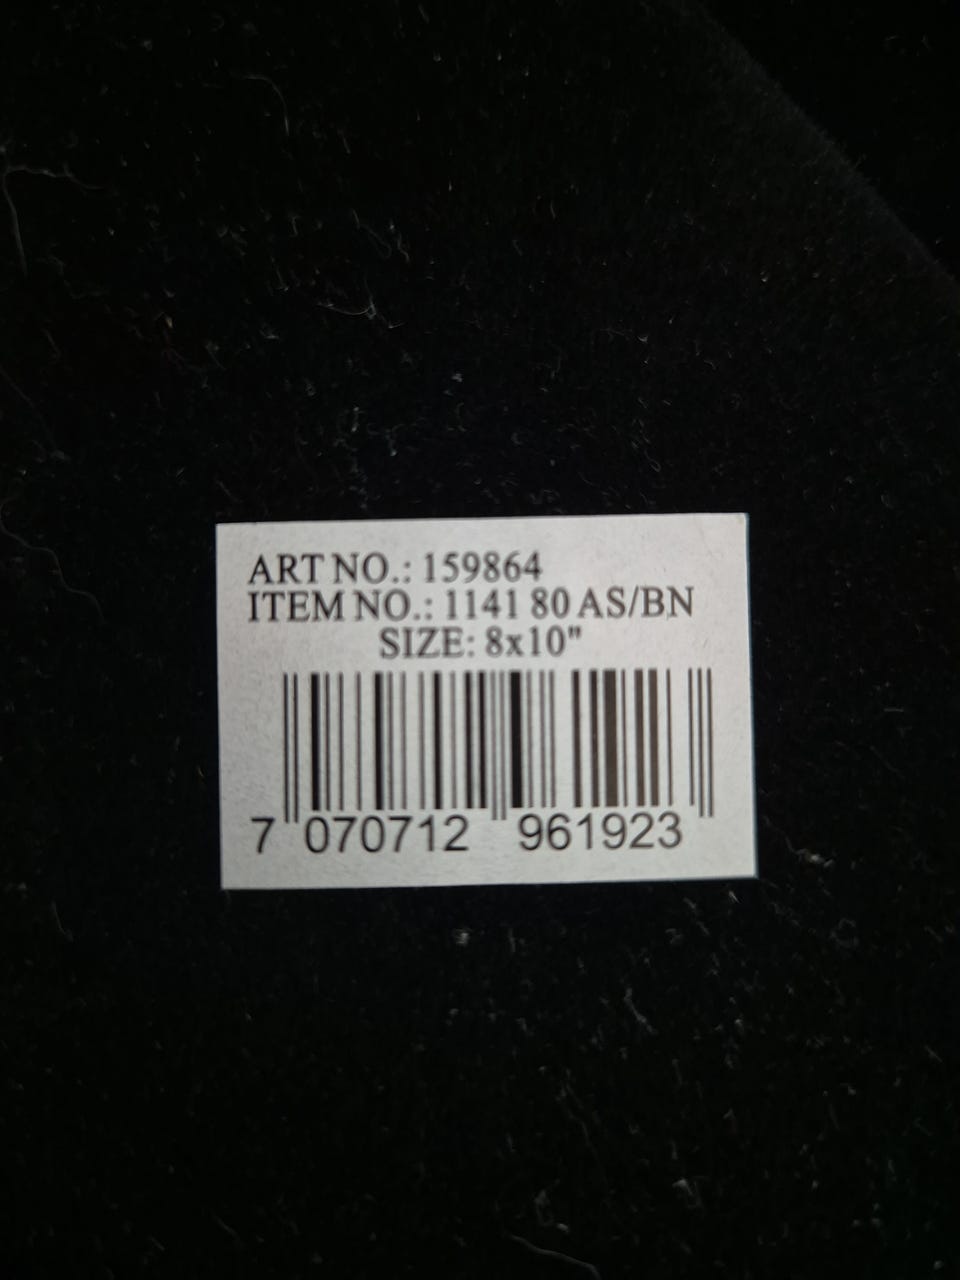 ART NO.: 159864
ITEM NO.: 1141 80 AS/BN
SIZE: 8x10"
7 070712 961923